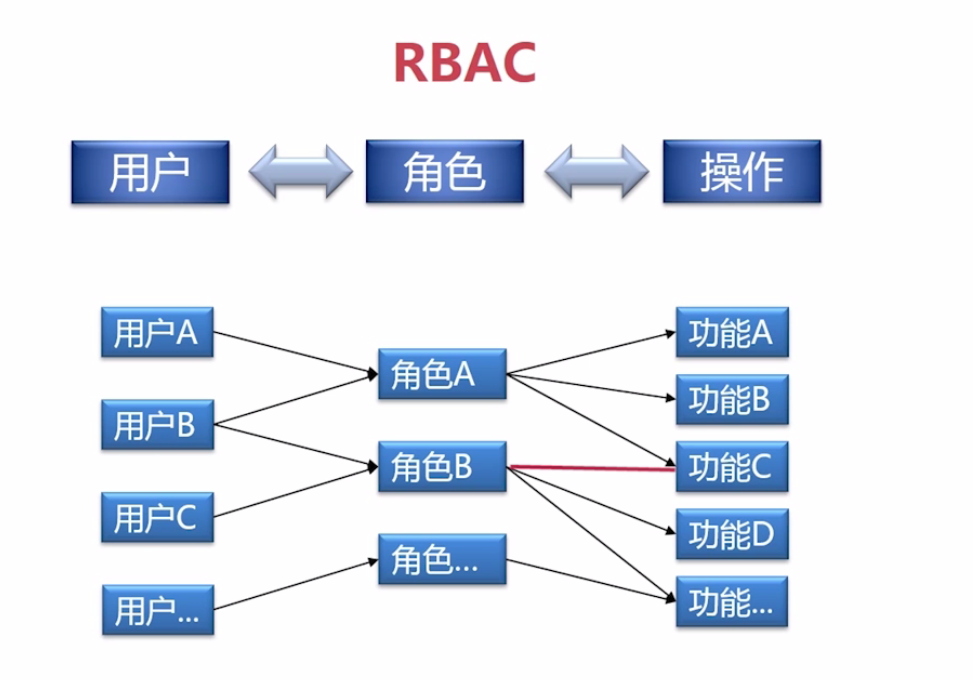 RBAC
用户
角色
操作
用户A
用户B
用户C
用户...
角色A
角色B
角色...
功能A
功能B
功能C
功能D
功能...